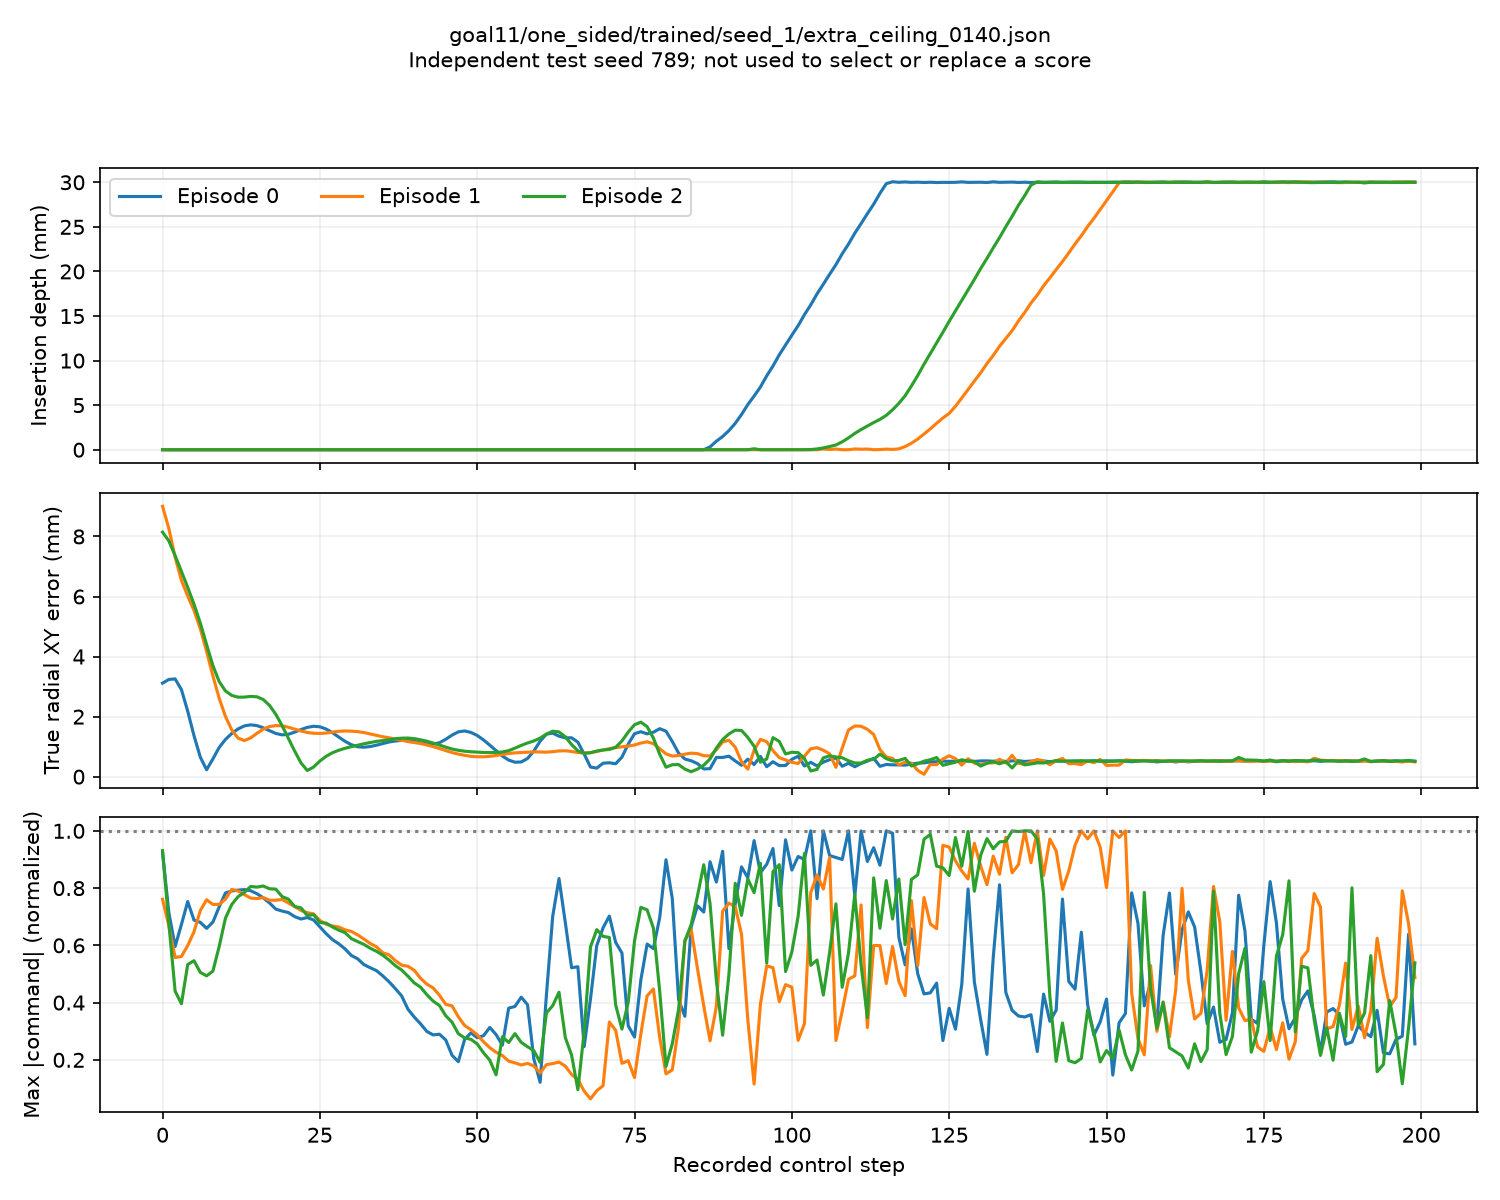 goal11/one_sided/trained/seed_1/extra_ceiling_0140.json
Independent test seed 789; not used to select or replace a score
Episode 0 Episode 1 Episode 2
Insertion depth (mm)
30
25
20
15
10
5
0
True radial XY error (mm)
8
6
4
2
0
Max |command| (normalized)
1.0
0.8
0.6
0.4
0.2
0 25 50 75 100 125 150 175 200
Recorded control step